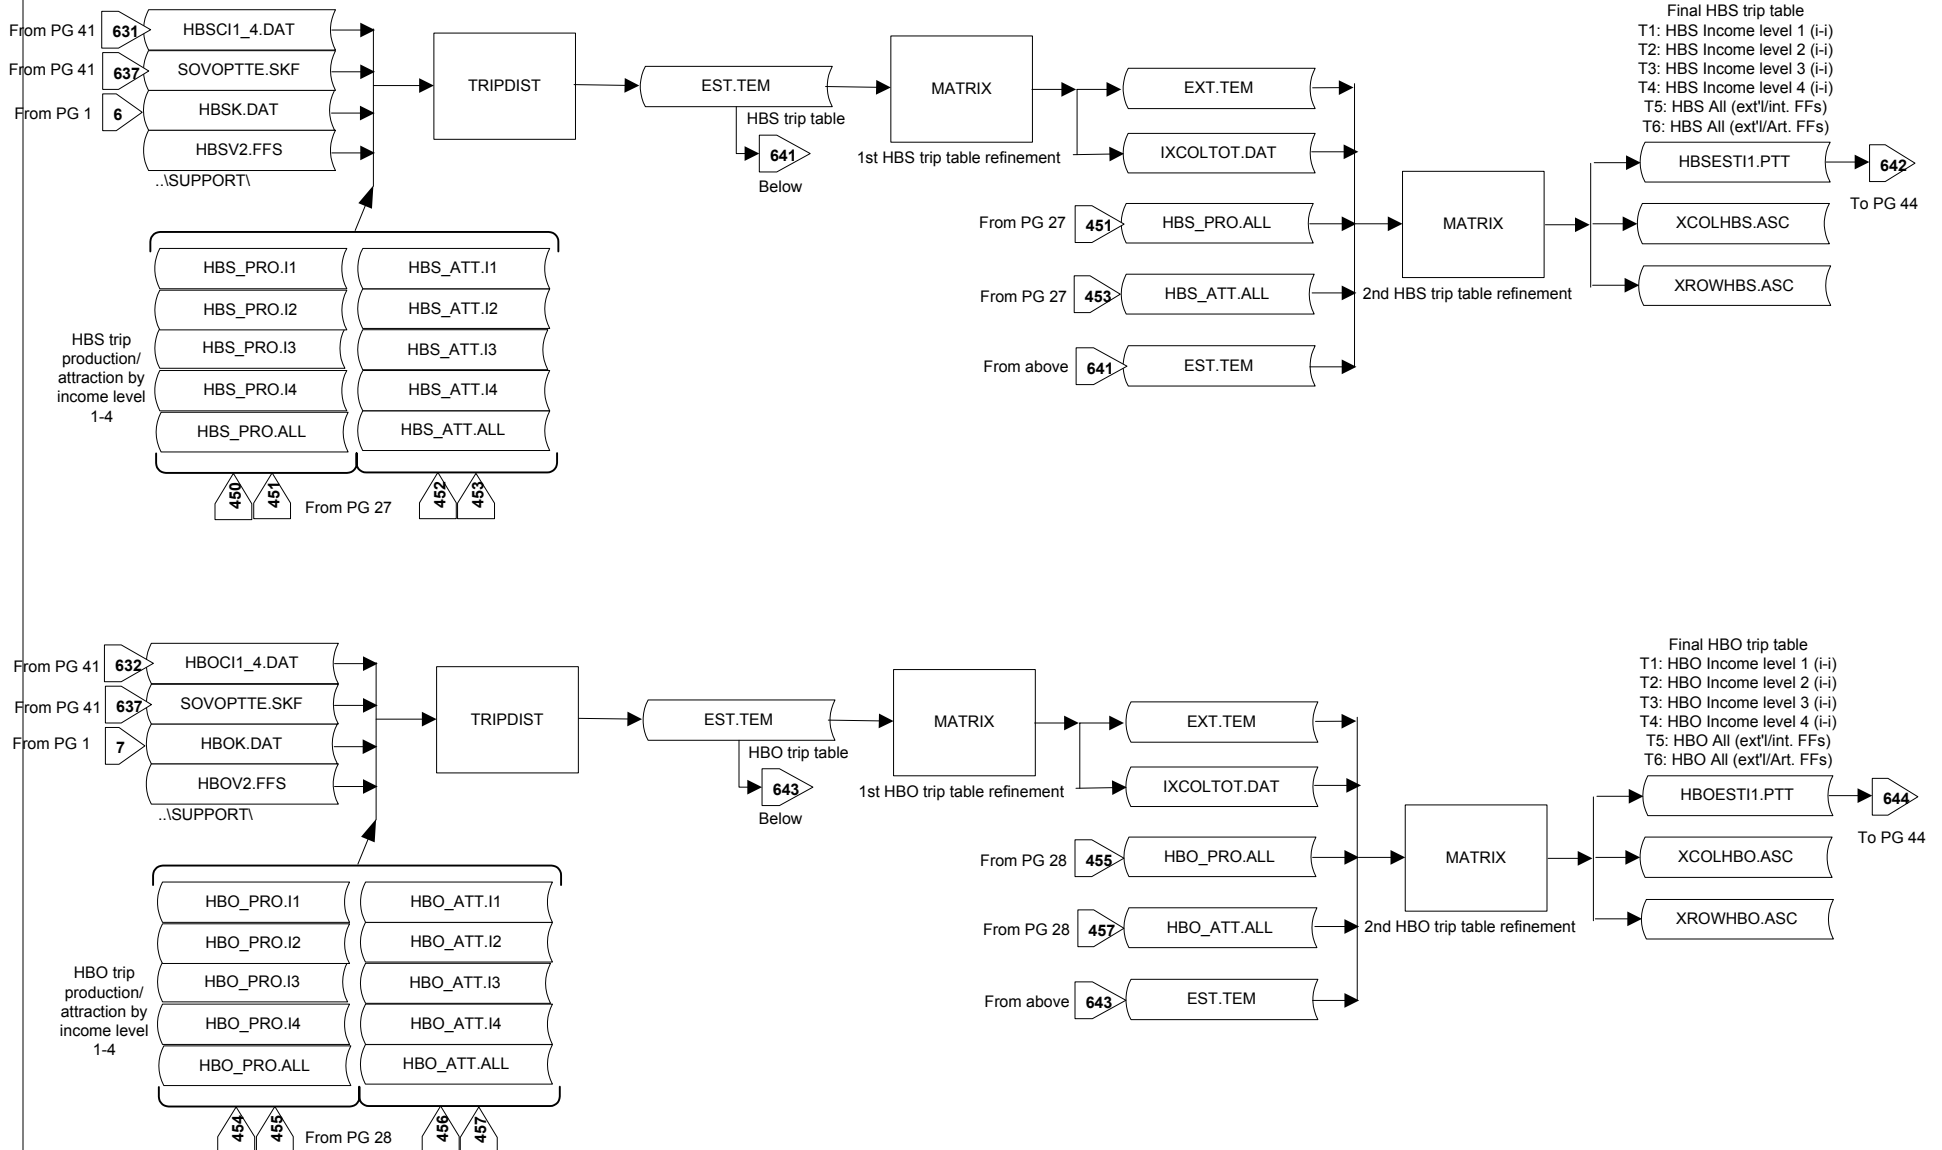 From PG 41
631
HBSCI1_4.DAT
From PG 41
637
SOVOPTTE.SKF
From PG 1
6
HBSK.DAT
HBSV2.FFS
..\SUPPORT\
TRIPDIST
EST.TEM
HBS trip table
641
Below
MATRIX
1st HBS trip table refinement
EXT.TEM
IXCOLTOT.DAT
From PG 27
451
HBS_PRO.ALL
From PG 27
453
HBS_ATT.ALL
From above
641
EST.TEM
MATRIX
2nd HBS trip table refinement
Final HBS trip table
T1: HBS Income level 1 (i-i)
T2: HBS Income level 2 (i-i)
T3: HBS Income level 3 (i-i)
T4: HBS Income level 4 (i-i)
T5: HBS All (ext'l/int. FFs)
T6: HBS All (ext'l/Art. FFs)
HBSESTI1.PTT
642
To PG 44
XCOLHBS.ASC
XROWHBS.ASC
HBS trip
production/
attraction by
income level
1-4
HBS_PRO.I1
HBS_ATT.I1
HBS_PRO.I2
HBS_ATT.I2
HBS_PRO.I3
HBS_ATT.I3
HBS_PRO.I4
HBS_ATT.I4
HBS_PRO.ALL
HBS_ATT.ALL
450
451
From PG 27
452
453
From PG 41
632
HBOCI1_4.DAT
From PG 41
637
SOVOPTTE.SKF
From PG 1
7
HBOK.DAT
HBOV2.FFS
..\SUPPORT\
TRIPDIST
EST.TEM
HBO trip table
643
Below
MATRIX
1st HBO trip table refinement
EXT.TEM
IXCOLTOT.DAT
From PG 28
455
HBO_PRO.ALL
From PG 28
457
HBO_ATT.ALL
From above
643
EST.TEM
MATRIX
2nd HBO trip table refinement
Final HBO trip table
T1: HBO Income level 1 (i-i)
T2: HBO Income level 2 (i-i)
T3: HBO Income level 3 (i-i)
T4: HBO Income level 4 (i-i)
T5: HBO All (ext'l/int. FFs)
T6: HBO All (ext'l/Art. FFs)
HBOESTI1.PTT
644
To PG 44
XCOLHBO.ASC
XROWHBO.ASC
HBO trip
production/
attraction by
income level
1-4
HBO_PRO.I1
HBO_ATT.I1
HBO_PRO.I2
HBO_ATT.I2
HBO_PRO.I3
HBO_ATT.I3
HBO_PRO.I4
HBO_ATT.I4
HBO_PRO.ALL
HBO_ATT.ALL
454
455
From PG 28
456
457